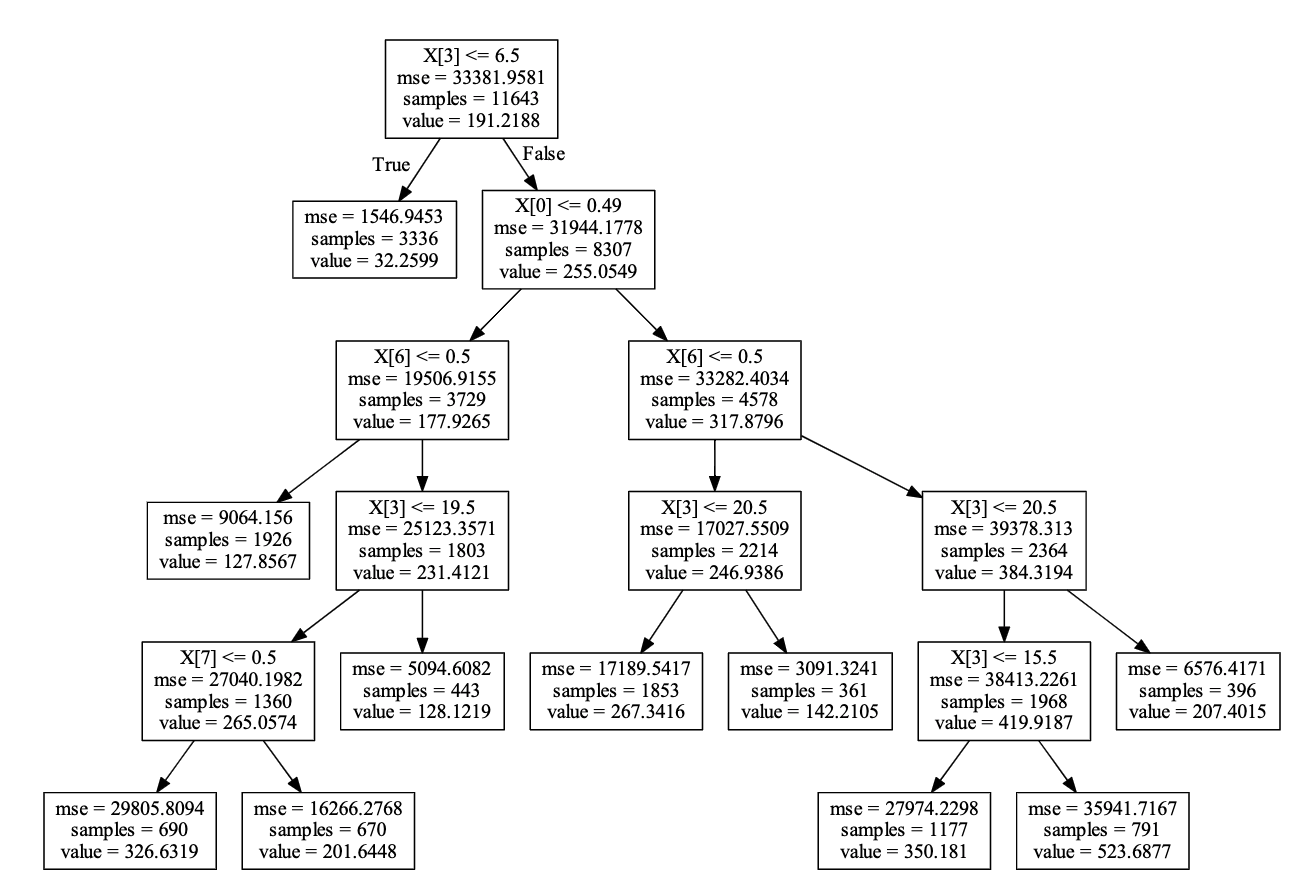 X[3] <= 6.5
mse = 33381.9581
samples = 11643
value = 191.2188
True
False
mse = 1546.9453
samples = 3336
value = 32.2599
X[0] <= 0.49
mse = 31944.1778
samples = 8307
value = 255.0549
X[6] <= 0.5
mse = 19506.9155
samples = 3729
value = 177.9265
X[6] <= 0.5
mse = 33282.4034
samples = 4578
value = 317.8796
mse = 9064.156
samples = 1926
value = 127.8567
X[3] <= 19.5
mse = 25123.3571
samples = 1803
value = 231.4121
X[3] <= 20.5
mse = 17027.5509
samples = 2214
value = 246.9386
X[3] <= 20.5
mse = 39378.313
samples = 2364
value = 384.3194
X[7] <= 0.5
mse = 27040.1982
samples = 1360
value = 265.0574
mse = 5094.6082
samples = 443
value = 128.1219
mse = 17189.5417
samples = 1853
value = 267.3416
mse = 3091.3241
samples = 361
value = 142.2105
X[3] <= 15.5
mse = 38413.2261
samples = 1968
value = 419.9187
mse = 6576.4171
samples = 396
value = 207.4015
mse = 29805.8094
samples = 690
value = 326.6319
mse = 16266.2768
samples = 670
value = 201.6448
mse = 27974.2298
samples = 1177
value = 350.181
mse = 35941.7167
samples = 791
value = 523.6877